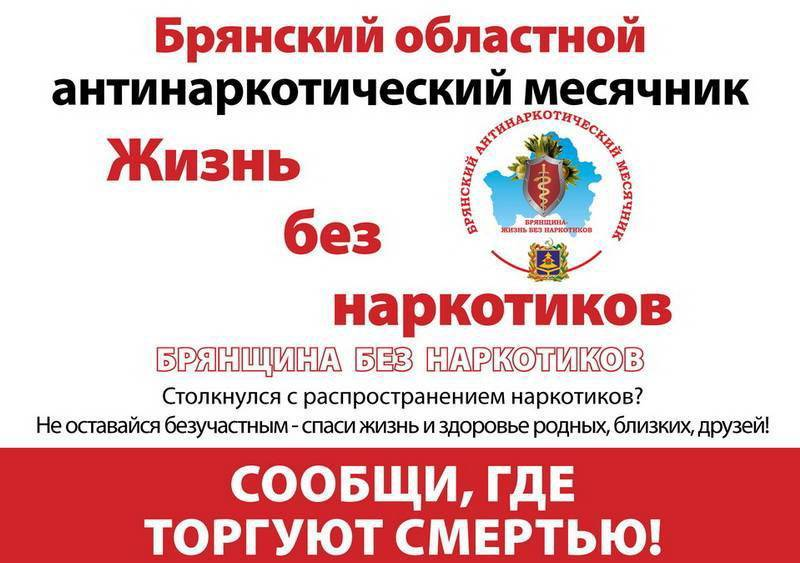 Брянский областной
антинаркотический месячник
Жизнь
без
наркотиков
БРЯНСКИЙ АНТИНАРКОТИЧЕСКИЙ МЕСЯЧНИК
БРЯНЩИНА-
ЖИЗНЬ БЕЗ НАРКОТИКОВ
БРЯНЩИНА БЕЗ НАРКОТИКОВ
Столкнулся с распространением наркотиков?
Не оставайся безучастным - спаси жизнь и здоровье родных, близких, друзей!
СООБЩИ, ГДЕ
ТОРГУЮТ СМЕРТЬЮ!